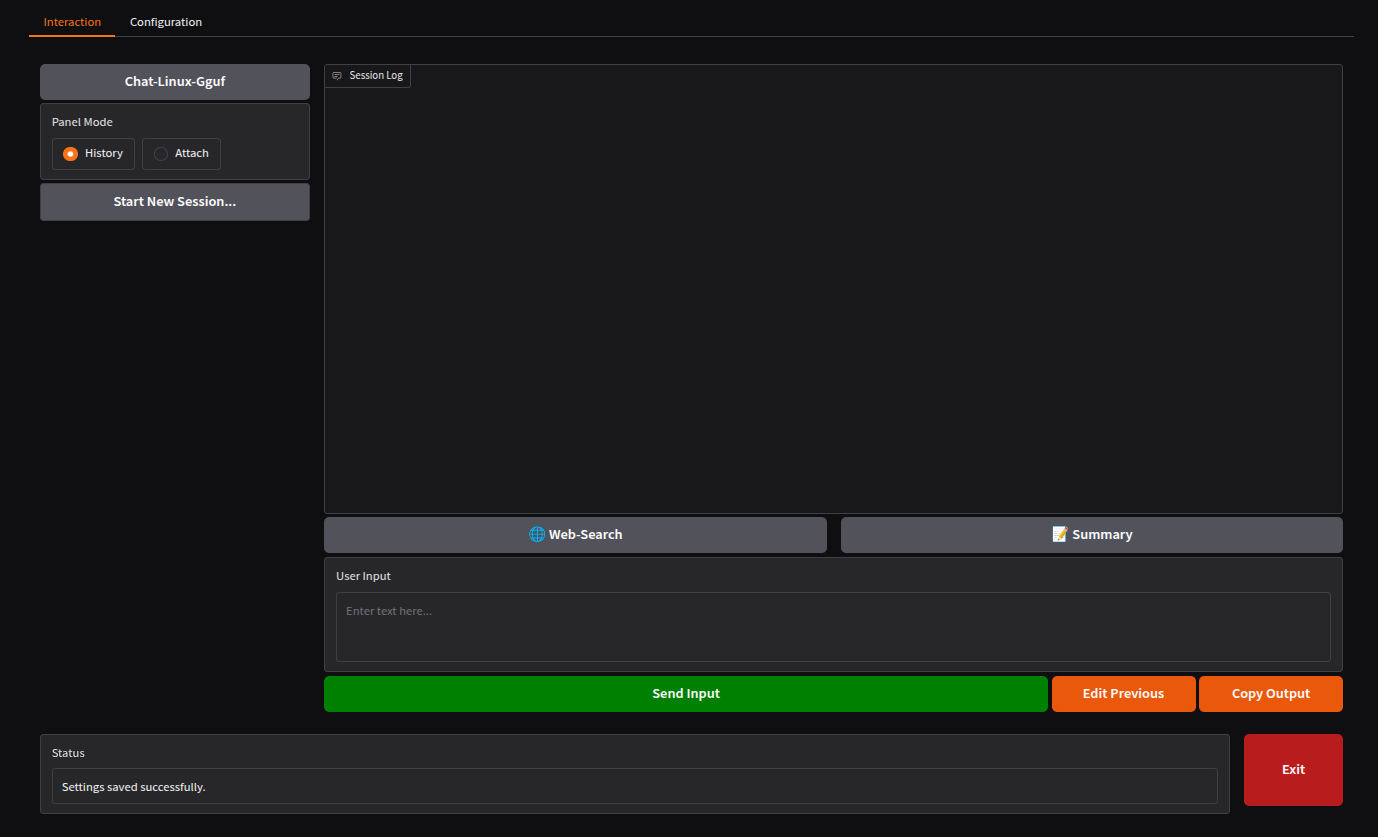 Interaction
Configuration
Chat-Linux-Gguf
Panel Mode
History
Attach
Start New Session...
Session Log
🌐 Web-Search
📝 Summary
User Input
Enter text here...
Send Input
Edit Previous
Copy Output
Status
Settings saved successfully.
Exit